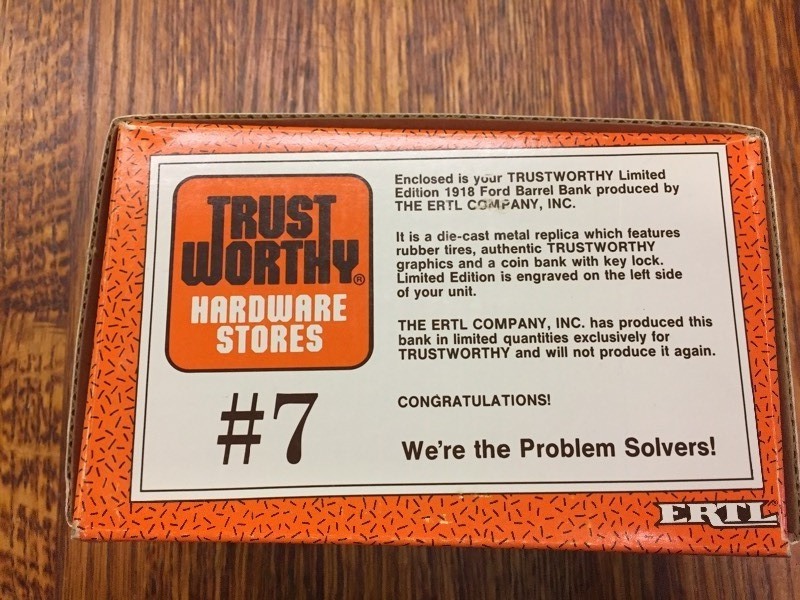 TRUST
WORTHY®
HARDWARE
STORES
#7
Enclosed is your TRUSTWORTHY Limited
Edition 1918 Ford Barrel Bank produced by
THE ERTL COMPANY, INC.
It is a die-cast metal replica which features
rubber tires, authentic TRUSTWORTHY
graphics and a coin bank with key lock.
Limited Edition is engraved on the left side
of your unit.
THE ERTL COMPANY, INC. has produced this
bank in limited quantities exclusively for
TRUSTWORTHY and will not produce it again.
CONGRATULATIONS!
We're the Problem Solvers!
ERTL